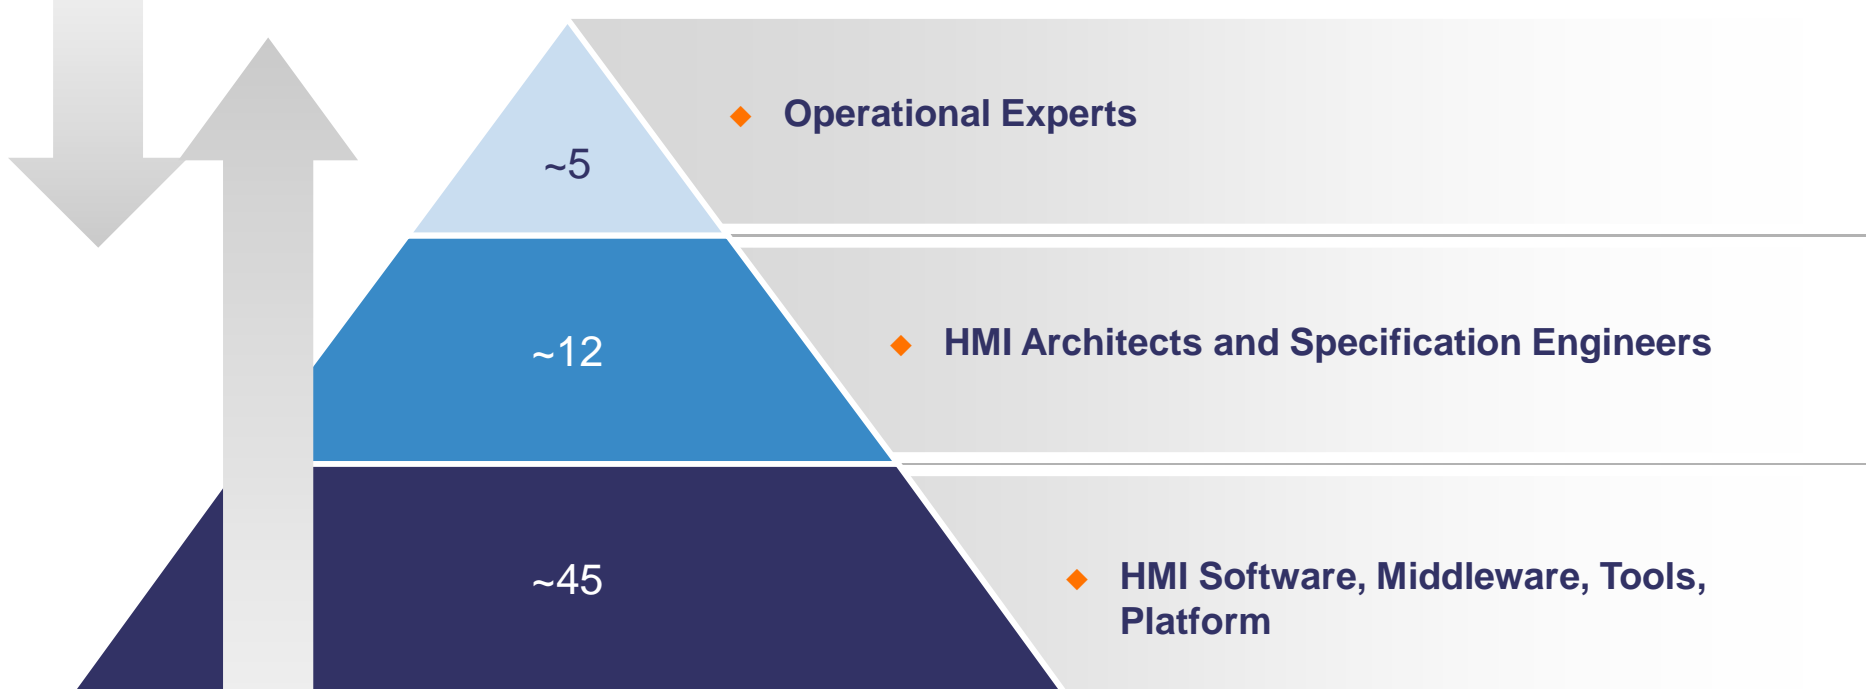 ~5
Operational Experts
~12
HMI Architects and Specification Engineers
~45
HMI Software, Middleware, Tools,
Platform